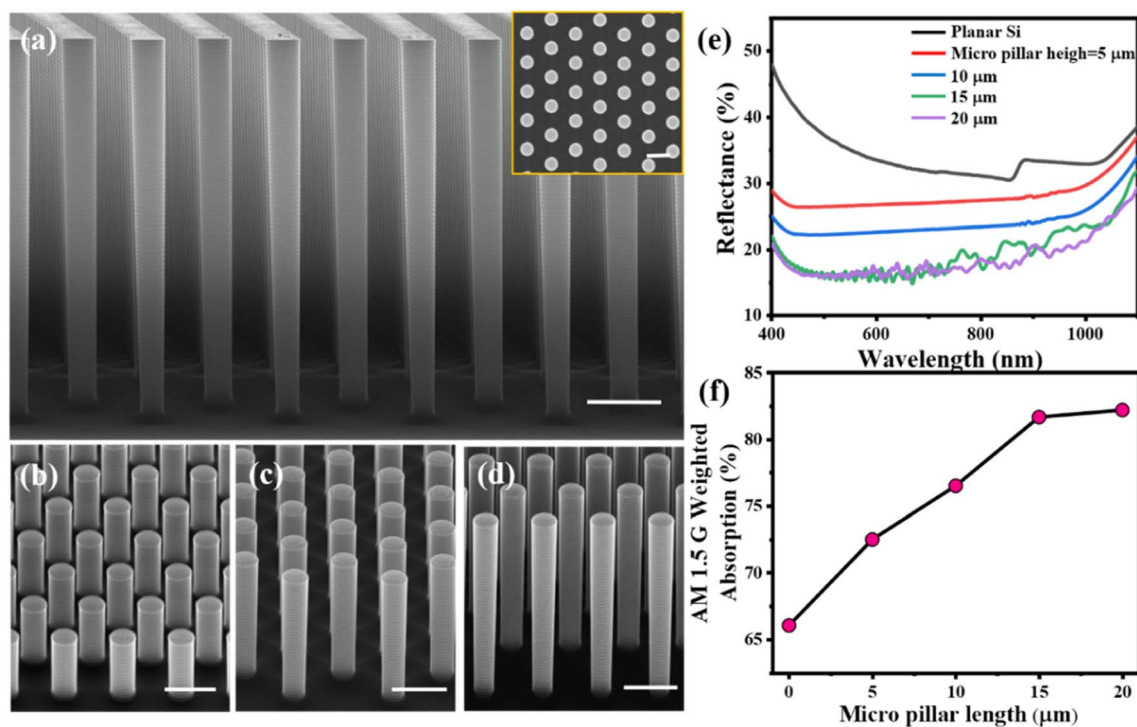 (a)
(b)
(c)
(d)
(e)
Planar Si
Micro pillar heigh=5 μm
10 μm
15 μm
20 μm
50
40
30
20
10
Reflectance (%)
400
600
800
1000
Wavelength (nm)
(f)
85
80
75
70
65
AM 1.5 G Weighted
Absorption (%)
0
5
10
15
20
Micro pillar length (μm)